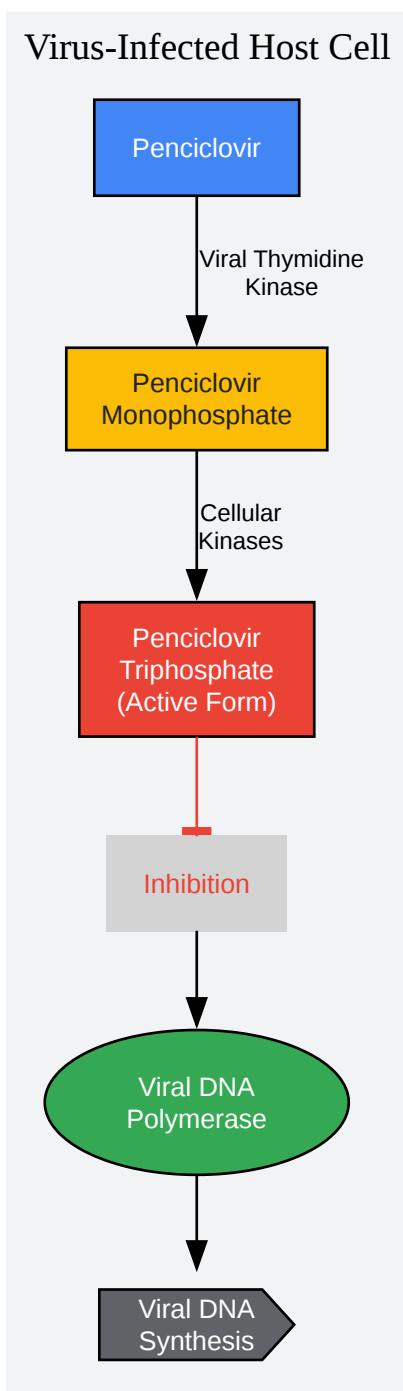 Virus-Infected Host Cell
Penciclovir
Viral Thymidine
Kinase
Penciclovir
Monophosphate
Cellular
Kinases
Penciclovir
Triphosphate
(Active Form)
Inhibition
Viral DNA
Polymerase
Viral DNA
Synthesis